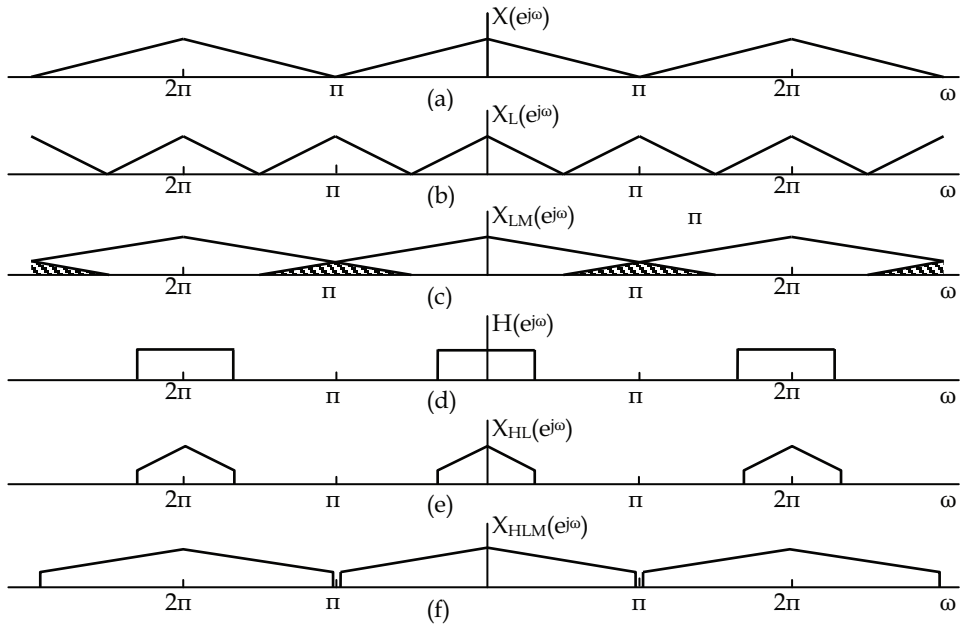 X(e^jω)
2π π π 2π ω
(a)
X_L(e^jω)
2π π π 2π ω
(b)
X_LM(e^jω) π
2π π π 2π ω
(c)
H(e^jω)
2π π π 2π ω
(d)
X_HL(e^jω)
2π π π 2π ω
(e)
X_HLM(e^jω)
2π π π 2π ω
(f)